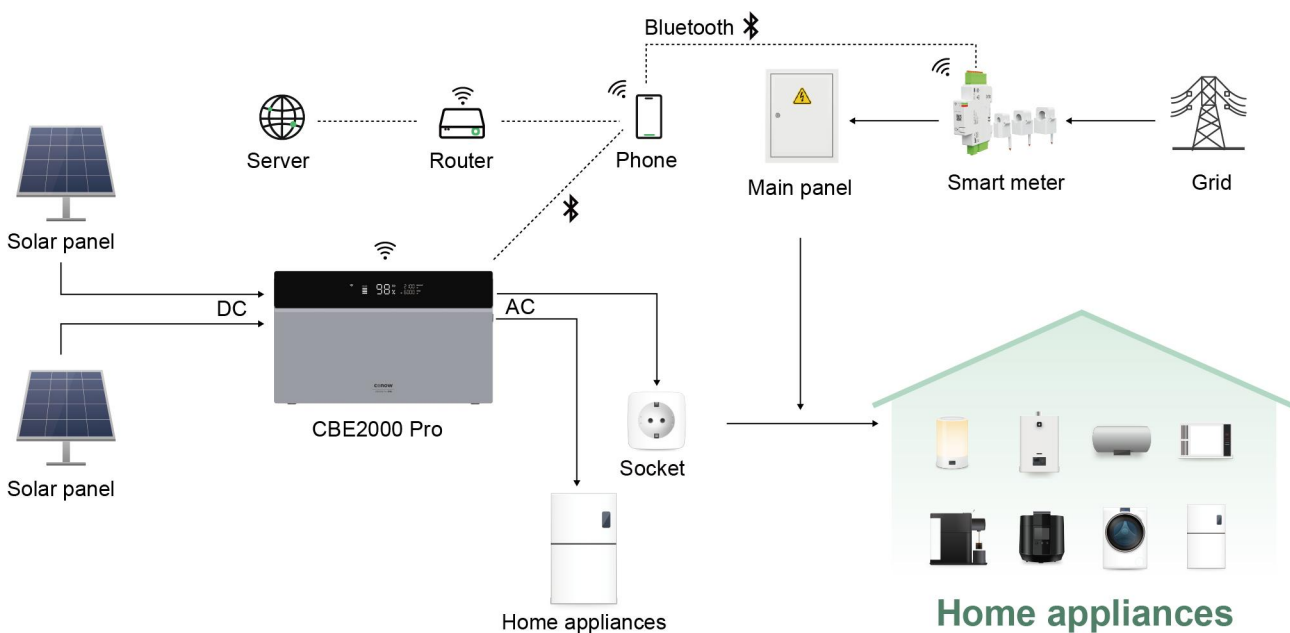 Bluetooth
Server
Router
Phone
Main panel
Smart meter
Grid
Solar panel
DC
98%
AC
CBE2000 Pro
Solar panel
Socket
Home appliances
Home appliances